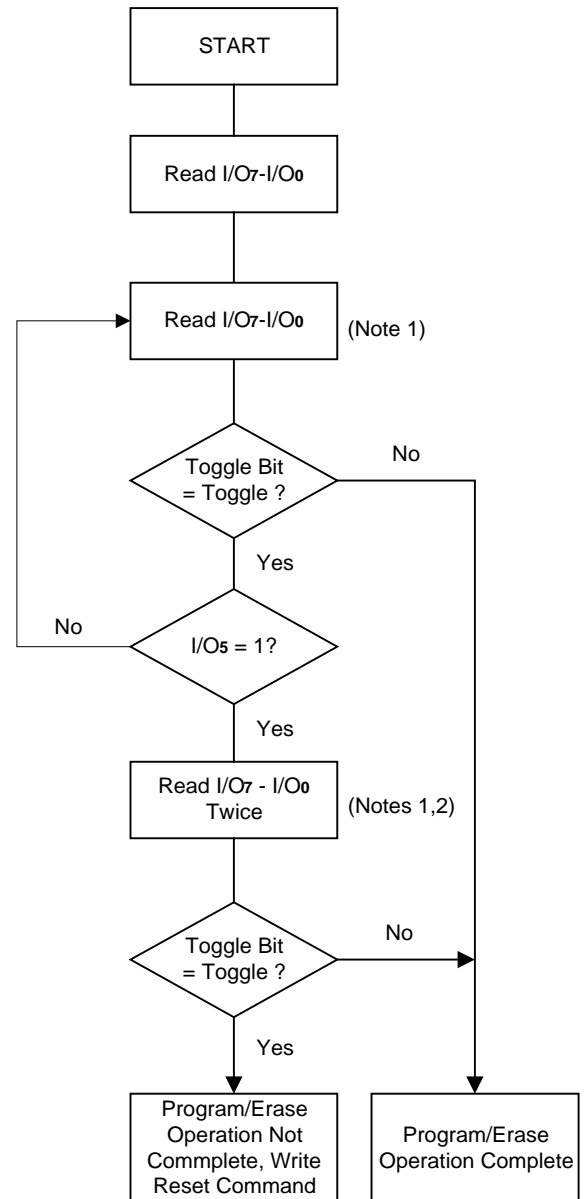 START
Read I/O7-I/O0
Read I/O7-I/O0
(Note 1)
Toggle Bit
= Toggle ?
No
Yes
No
I/O5 = 1?
Yes
Read I/O7 - I/O0
Twice
(Notes 1,2)
Toggle Bit
= Toggle ?
No
Yes
Program/Erase
Operation Not
Commplete, Write
Reset Command
Program/Erase
Operation Complete